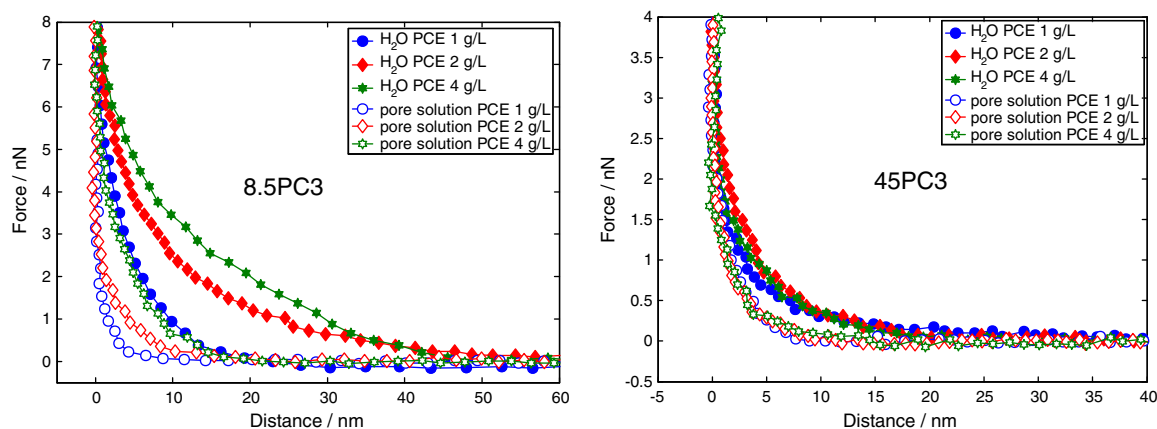 8
7
6
5
4
3
2
1
0
Force / nN
0 10 20 30 40 50 60
Distance / nm
H₂O PCE 1 g/L
H₂O PCE 2 g/L
H₂O PCE 4 g/L
pore solution PCE 1 g/L
pore solution PCE 2 g/L
pore solution PCE 4 g/L
8.5PC3
4
3.5
3
2.5
2
1.5
1
0.5
0
-0.5
Force / nN
-5 0 5 10 15 20 25 30 35 40
Distance / nm
H₂O PCE 1 g/L
H₂O PCE 2 g/L
H₂O PCE 4 g/L
pore solution PCE 1 g/L
pore solution PCE 2 g/L
pore solution PCE 4 g/L
45PC3